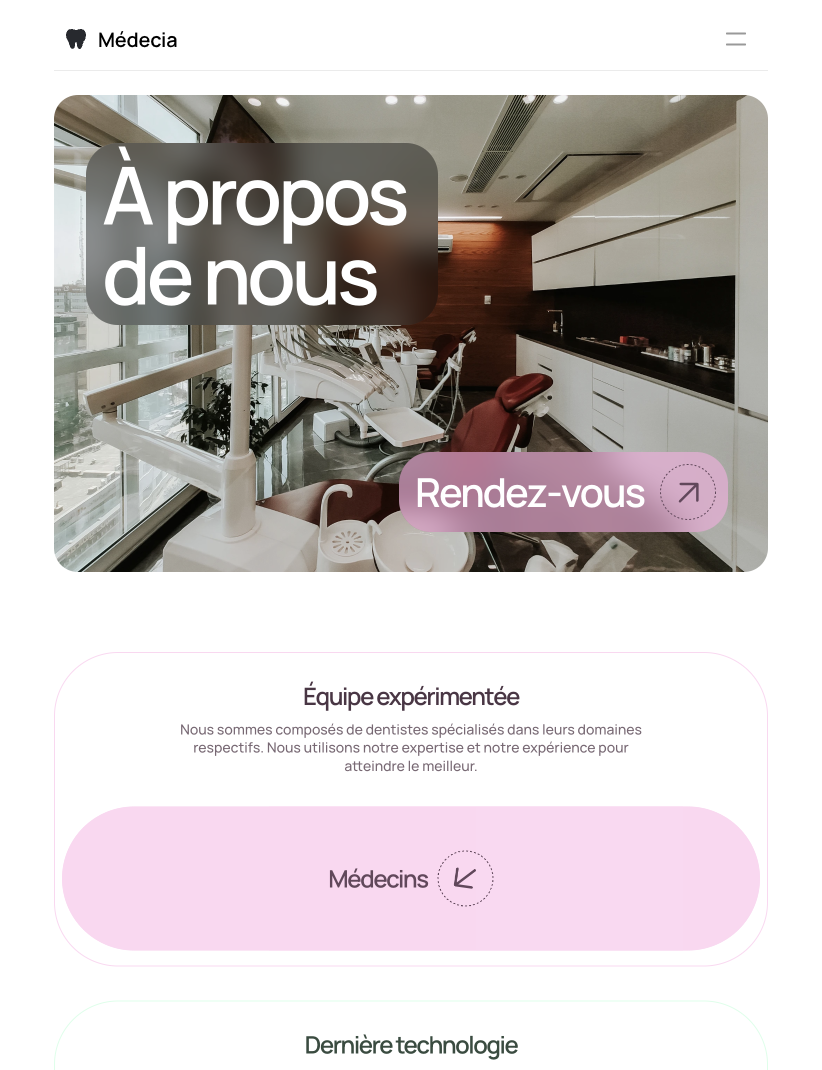 Médecia
À propos
de nous
Rendez-vous
Équipe expérimentée
Nous sommes composés de dentistes spécialisés dans leurs domaines
respectifs. Nous utilisons notre expertise et notre expérience pour
atteindre le meilleur.
Médecins
Dernière technologie